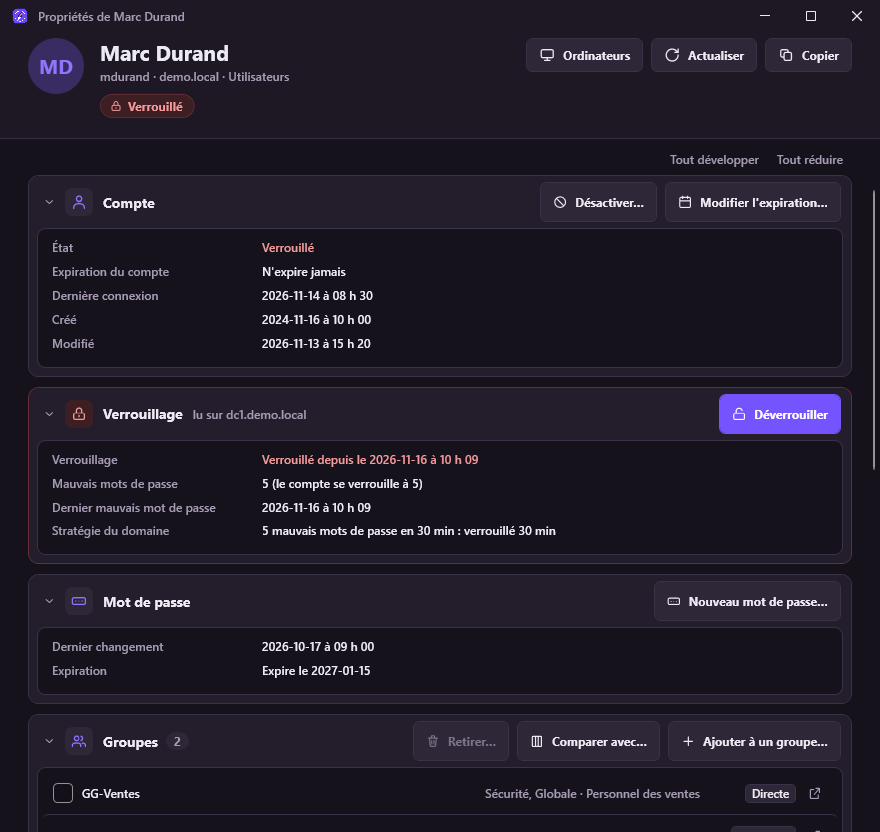 Propriétés de Marc Durand
MD
Marc Durand
mdurand · demo.local · Utilisateurs
Verrouillé
Ordinateurs
Actualiser
Copier
Tout développer
Tout réduire
Compte
Désactiver...
Modifier l'expiration...
État Verrouillé
Expiration du compte N'expire jamais
Dernière connexion 2026-11-14 à 08 h 30
Créé 2024-11-16 à 10 h 00
Modifié 2026-11-13 à 15 h 20
Verrouillage lu sur dc1.demo.local
Déverrouiller
Verrouillage Verrouillé depuis le 2026-11-16 à 10 h 09
Mauvais mots de passe 5 (le compte se verrouille à 5)
Dernier mauvais mot de passe 2026-11-16 à 10 h 09
Stratégie du domaine 5 mauvais mots de passe en 30 min : verrouillé 30 min
Mot de passe
Nouveau mot de passe...
Dernier changement 2026-10-17 à 09 h 00
Expiration Expire le 2027-01-15
Groupes 2
Retirer...
Comparer avec...
Ajouter à un groupe...
GG-Ventes Sécurité, Globale · Personnel des ventes Directe